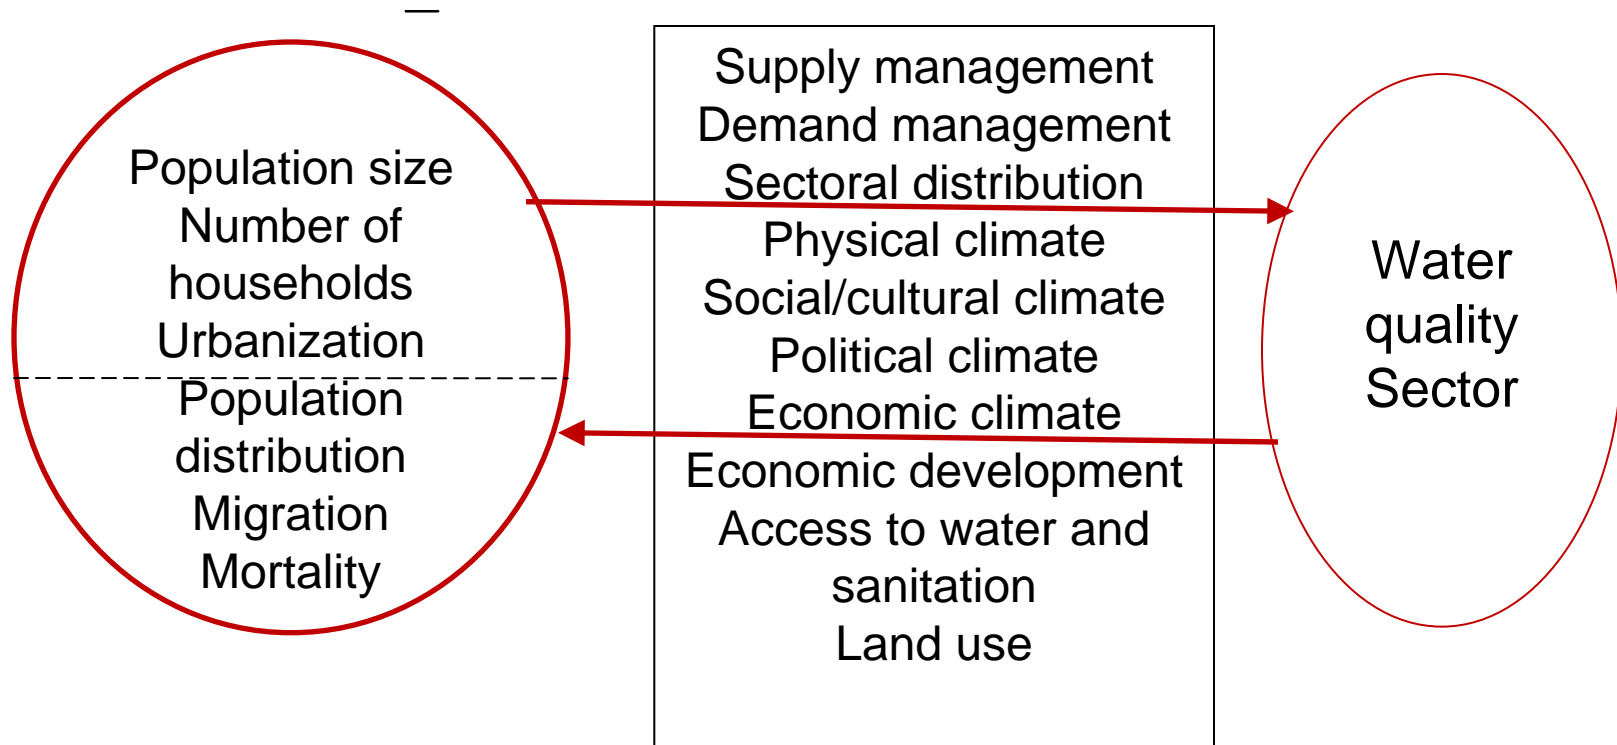 Population size
Number of
households
Urbanization
Population
distribution
Migration
Mortality
Supply management
Demand management
Sectoral distribution
Physical climate
Social/cultural climate
Political climate
Economic climate
Economic development
Access to water and
sanitation
Land use
Water
quality
Sector